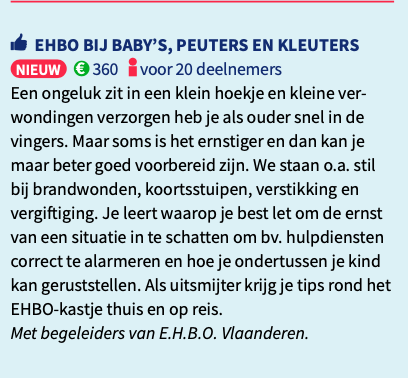 EHBO BIJ BABY'S, PEUTERS EN KLEUTERS
NIEUW € 360 voor 20 deelnemers
Een ongeluk zit in een klein hoekje en kleine ver-
wondingen verzorgen heb je als ouder snel in de
vingers. Maar soms is het ernstiger en dan kan je
maar beter goed voorbereid zijn. We staan o.a. stil
bij brandwonden, koortsstuipen, verstikking en
vergiftiging. Je leert waarop je best let om de ernst
van een situatie in te schatten om bv. hulpdiensten
correct te alarmeren en hoe je ondertussen je kind
kan geruststellen. Als uitsmijter krijg je tips rond het
EHBO-kastje thuis en op reis.
Met begeleiders van E.H.B.O. Vlaanderen.